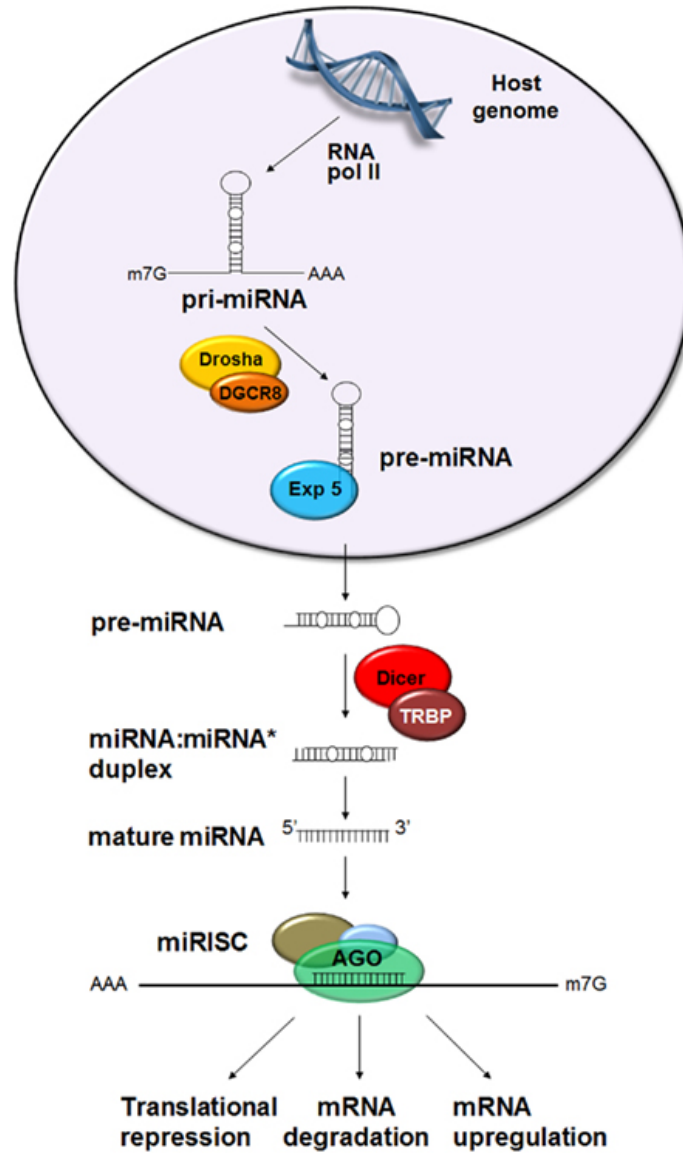 Host
genome
RNA
pol II
m7G
AAA
pri-miRNA
Drosha
DGCR8
pre-miRNA
Exp 5
pre-miRNA
Dicer
TRBP
miRNA:miRNA*
duplex
mature miRNA
5’
3’
miRISC
AGO
AAA
m7G
Translational
repression
mRNA
degradation
mRNA
upregulation